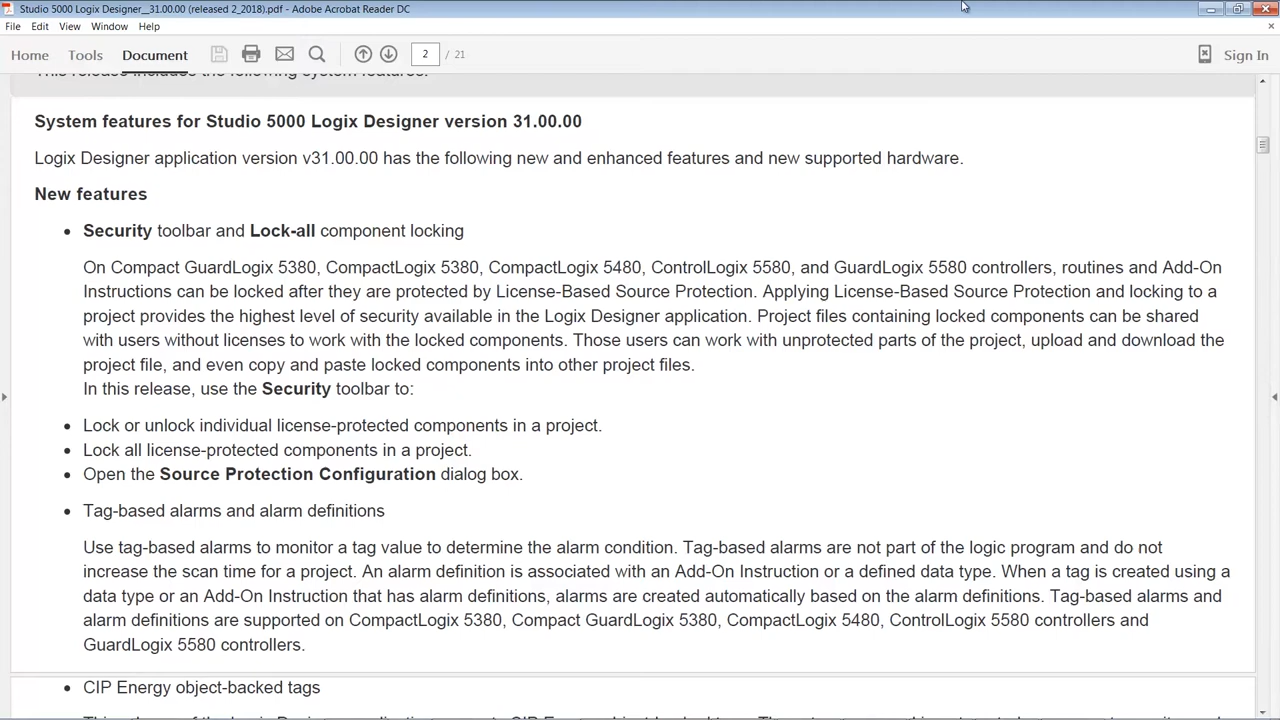 Studio 5000 Logix Designer__31.00.00 (released 2_2018).pdf - Adobe Acrobat Reader DC
File Edit View Window Help
Home Tools Document 2 / 21 Sign In
This release includes the following system features:
System features for Studio 5000 Logix Designer version 31.00.00
Logix Designer application version v31.00.00 has the following new and enhanced features and new supported hardware.
New features
• Security toolbar and Lock-all component locking
On Compact GuardLogix 5380, CompactLogix 5380, CompactLogix 5480, ControlLogix 5580, and GuardLogix 5580 controllers, routines and Add-On
Instructions can be locked after they are protected by License-Based Source Protection. Applying License-Based Source Protection and locking to a
project provides the highest level of security available in the Logix Designer application. Project files containing locked components can be shared
with users without licenses to work with the locked components. Those users can work with unprotected parts of the project, upload and download the
project file, and even copy and paste locked components into other project files.
In this release, use the Security toolbar to:
• Lock or unlock individual license-protected components in a project.
• Lock all license-protected components in a project.
• Open the Source Protection Configuration dialog box.
• Tag-based alarms and alarm definitions
Use tag-based alarms to monitor a tag value to determine the alarm condition. Tag-based alarms are not part of the logic program and do not
increase the scan time for a project. An alarm definition is associated with an Add-On Instruction or a defined data type. When a tag is created using a
data type or an Add-On Instruction that has alarm definitions, alarms are created automatically based on the alarm definitions. Tag-based alarms and
alarm definitions are supported on CompactLogix 5380, Compact GuardLogix 5380, CompactLogix 5480, ControlLogix 5580 controllers and
GuardLogix 5580 controllers.
• CIP Energy object-backed tags